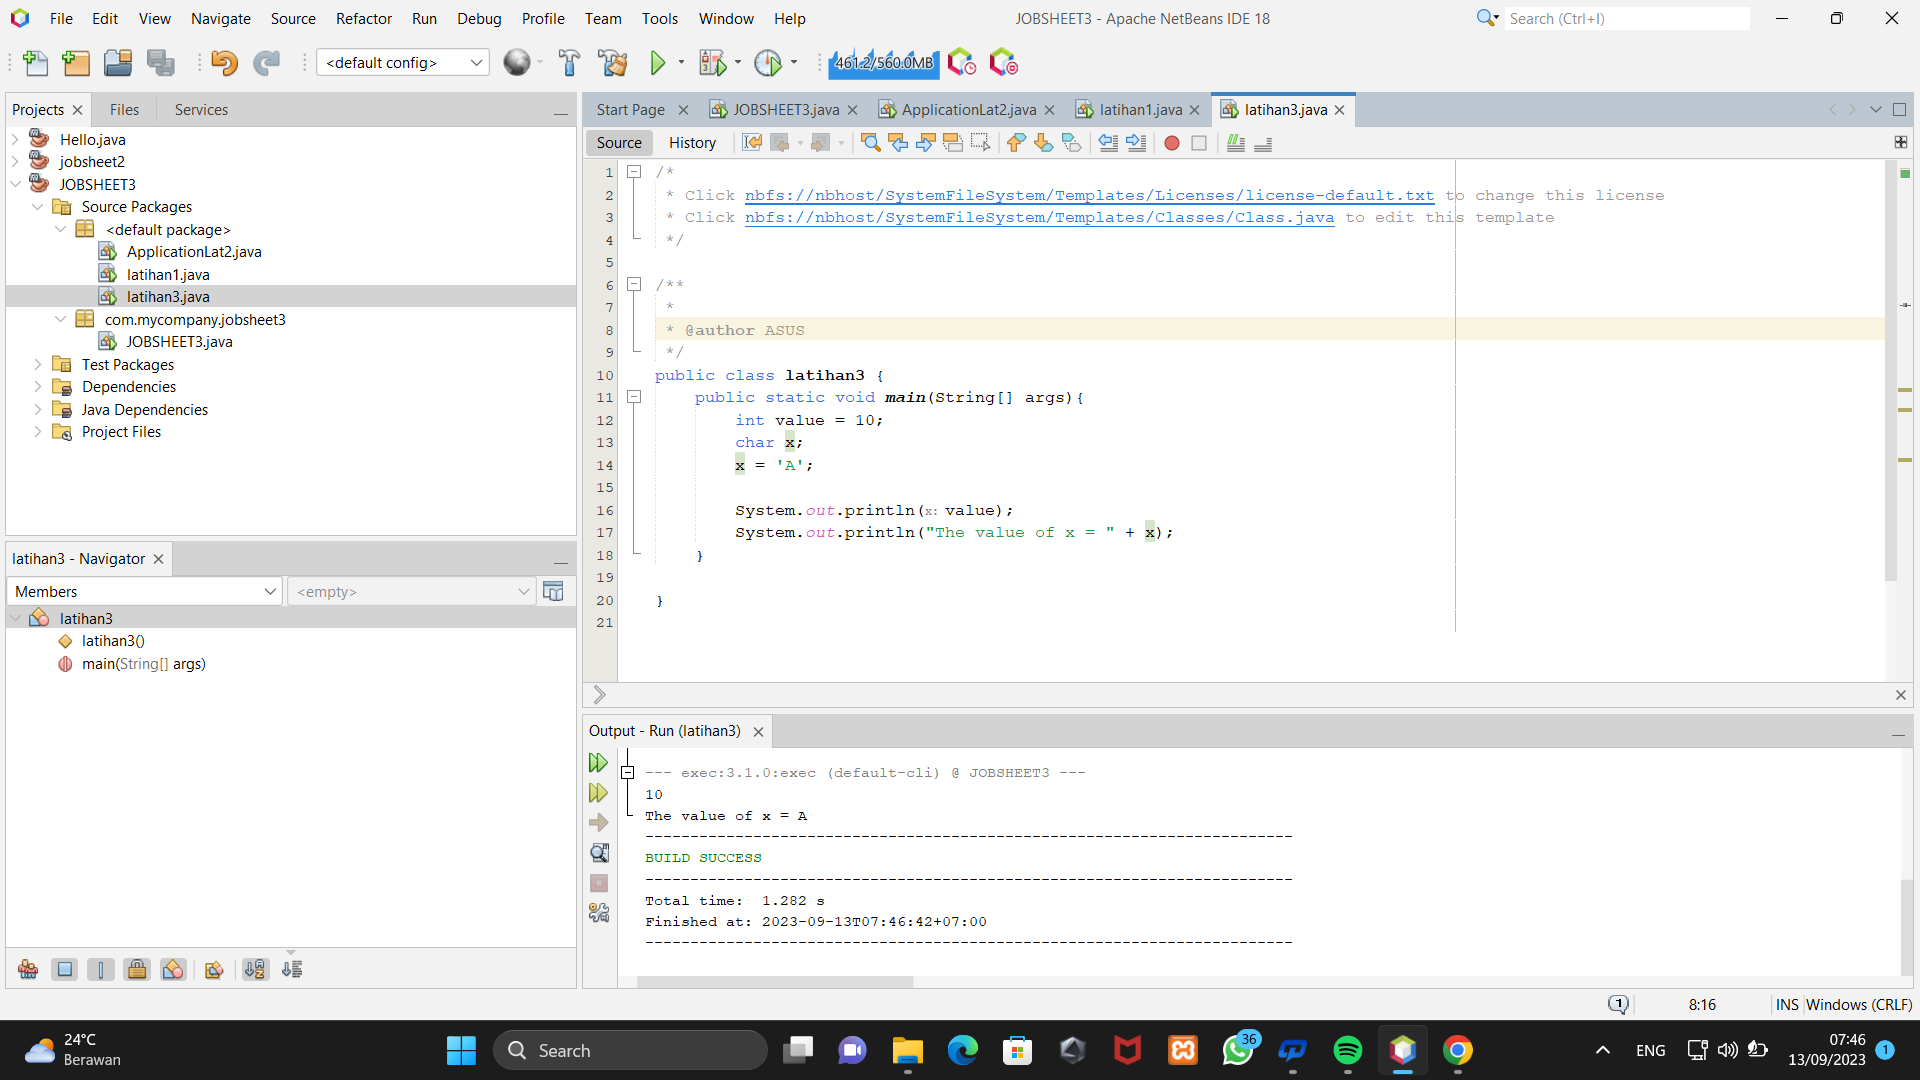 File Edit View Navigate Source Refactor Run Debug Profile Team Tools Window Help
JOBSHEET3 - Apache NetBeans IDE 18
Search (Ctrl+I)
<default config>
461.2/560.0MB
Projects Files Services
Hello.java
jobsheet2
JOBSHEET3
Source Packages
<default package>
ApplicationLat2.java
latihan1.java
latihan3.java
com.mycompany.jobsheet3
JOBSHEET3.java
Test Packages
Dependencies
Java Dependencies
Project Files
latihan3 - Navigator
Members <empty>
latihan3
latihan3()
main(String[] args)
Start Page JOBSHEET3.java ApplicationLat2.java latihan1.java latihan3.java
Source History
1 /*
2 * Click nbfs://nbhost/SystemFileSystem/Templates/Licenses/license-default.txt to change this license
3 * Click nbfs://nbhost/SystemFileSystem/Templates/Classes/Class.java to edit this template
4 */
5
6 /**
7 *
8 * @author ASUS
9 */
10 public class latihan3 {
11 public static void main(String[] args){
12 int value = 10;
13 char x;
14 x = 'A';
15
16 System.out.println(x: value);
17 System.out.println("The value of x = " + x);
18 }
19
20 }
21
Output - Run (latihan3)
--- exec:3.1.0:exec (default-cli) @ JOBSHEET3 ---
10
The value of x = A
------------------------------------------------------------------------
BUILD SUCCESS
------------------------------------------------------------------------
Total time:  1.282 s
Finished at: 2023-09-13T07:46:42+07:00
------------------------------------------------------------------------
1 8:16 INS Windows (CRLF)
24°C
Berawan
Search
36
ENG
07:46
13/09/2023
1